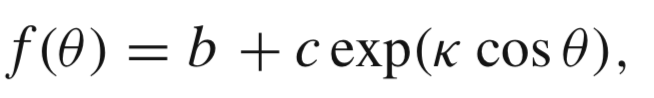 f(θ) = b + c exp(κ cos θ),